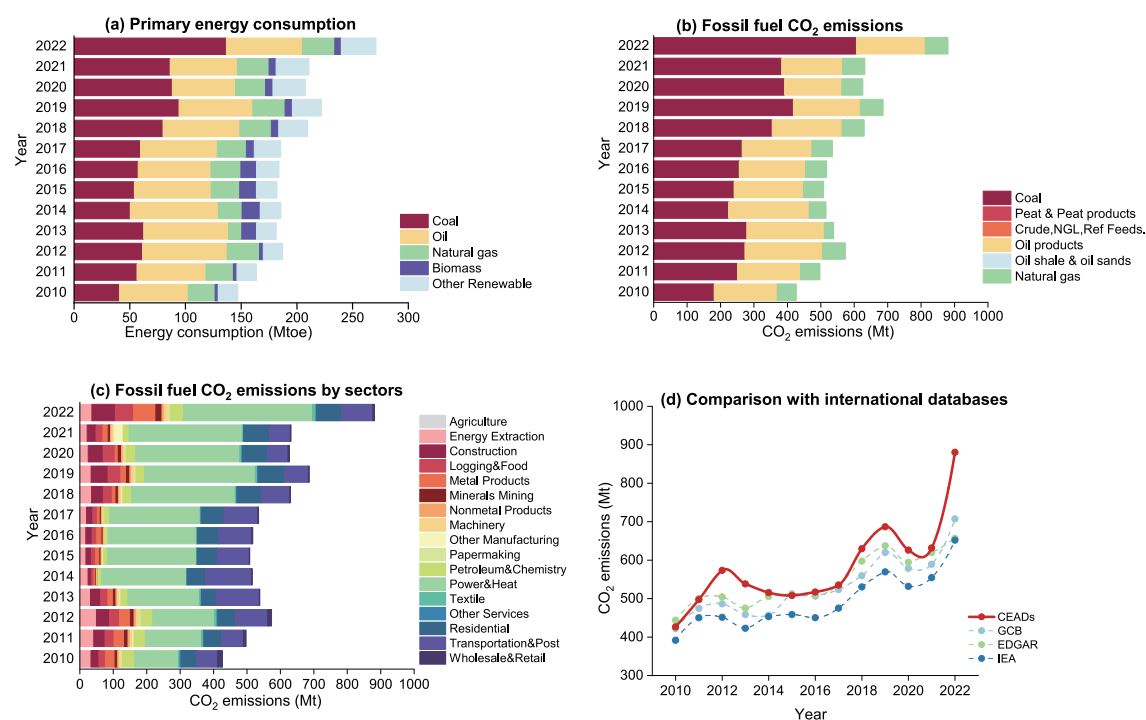 (a) Primary energy consumption
Year
2022
2021
2020
2019
2018
2017
2016
2015
2014
2013
2012
2011
2010
Coal
Oil
Natural gas
Biomass
Other Renewable
0 50 100 150 200 250 300
Energy consumption (Mtoe)
(b) Fossil fuel CO₂ emissions
Year
2022
2021
2020
2019
2018
2017
2016
2015
2014
2013
2012
2011
2010
Coal
Peat & Peat products
Crude,NGL,Ref Feeds.
Oil products
Oil shale & oil sands
Natural gas
0 100 200 300 400 500 600 700 800 900 1000
CO₂ emissions (Mt)
(c) Fossil fuel CO₂ emissions by sectors
Year
2022
2021
2020
2019
2018
2017
2016
2015
2014
2013
2012
2011
2010
Agriculture
Energy Extraction
Construction
Logging&Food
Metal Products
Minerals Mining
Nonmetal Products
Machinery
Other Manufacturing
Papermaking
Petroleum&Chemistry
Power&Heat
Textile
Other Services
Residential
Transportation&Post
Wholesale&Retail
0 100 200 300 400 500 600 700 800 900 1000
CO₂ emissions (Mt)
(d) Comparison with international databases
CO₂ emissions (Mt)
1000
900
800
700
600
500
400
300
CEADs
GCB
EDGAR
IEA
2010 2012 2014 2016 2018 2020 2022
Year